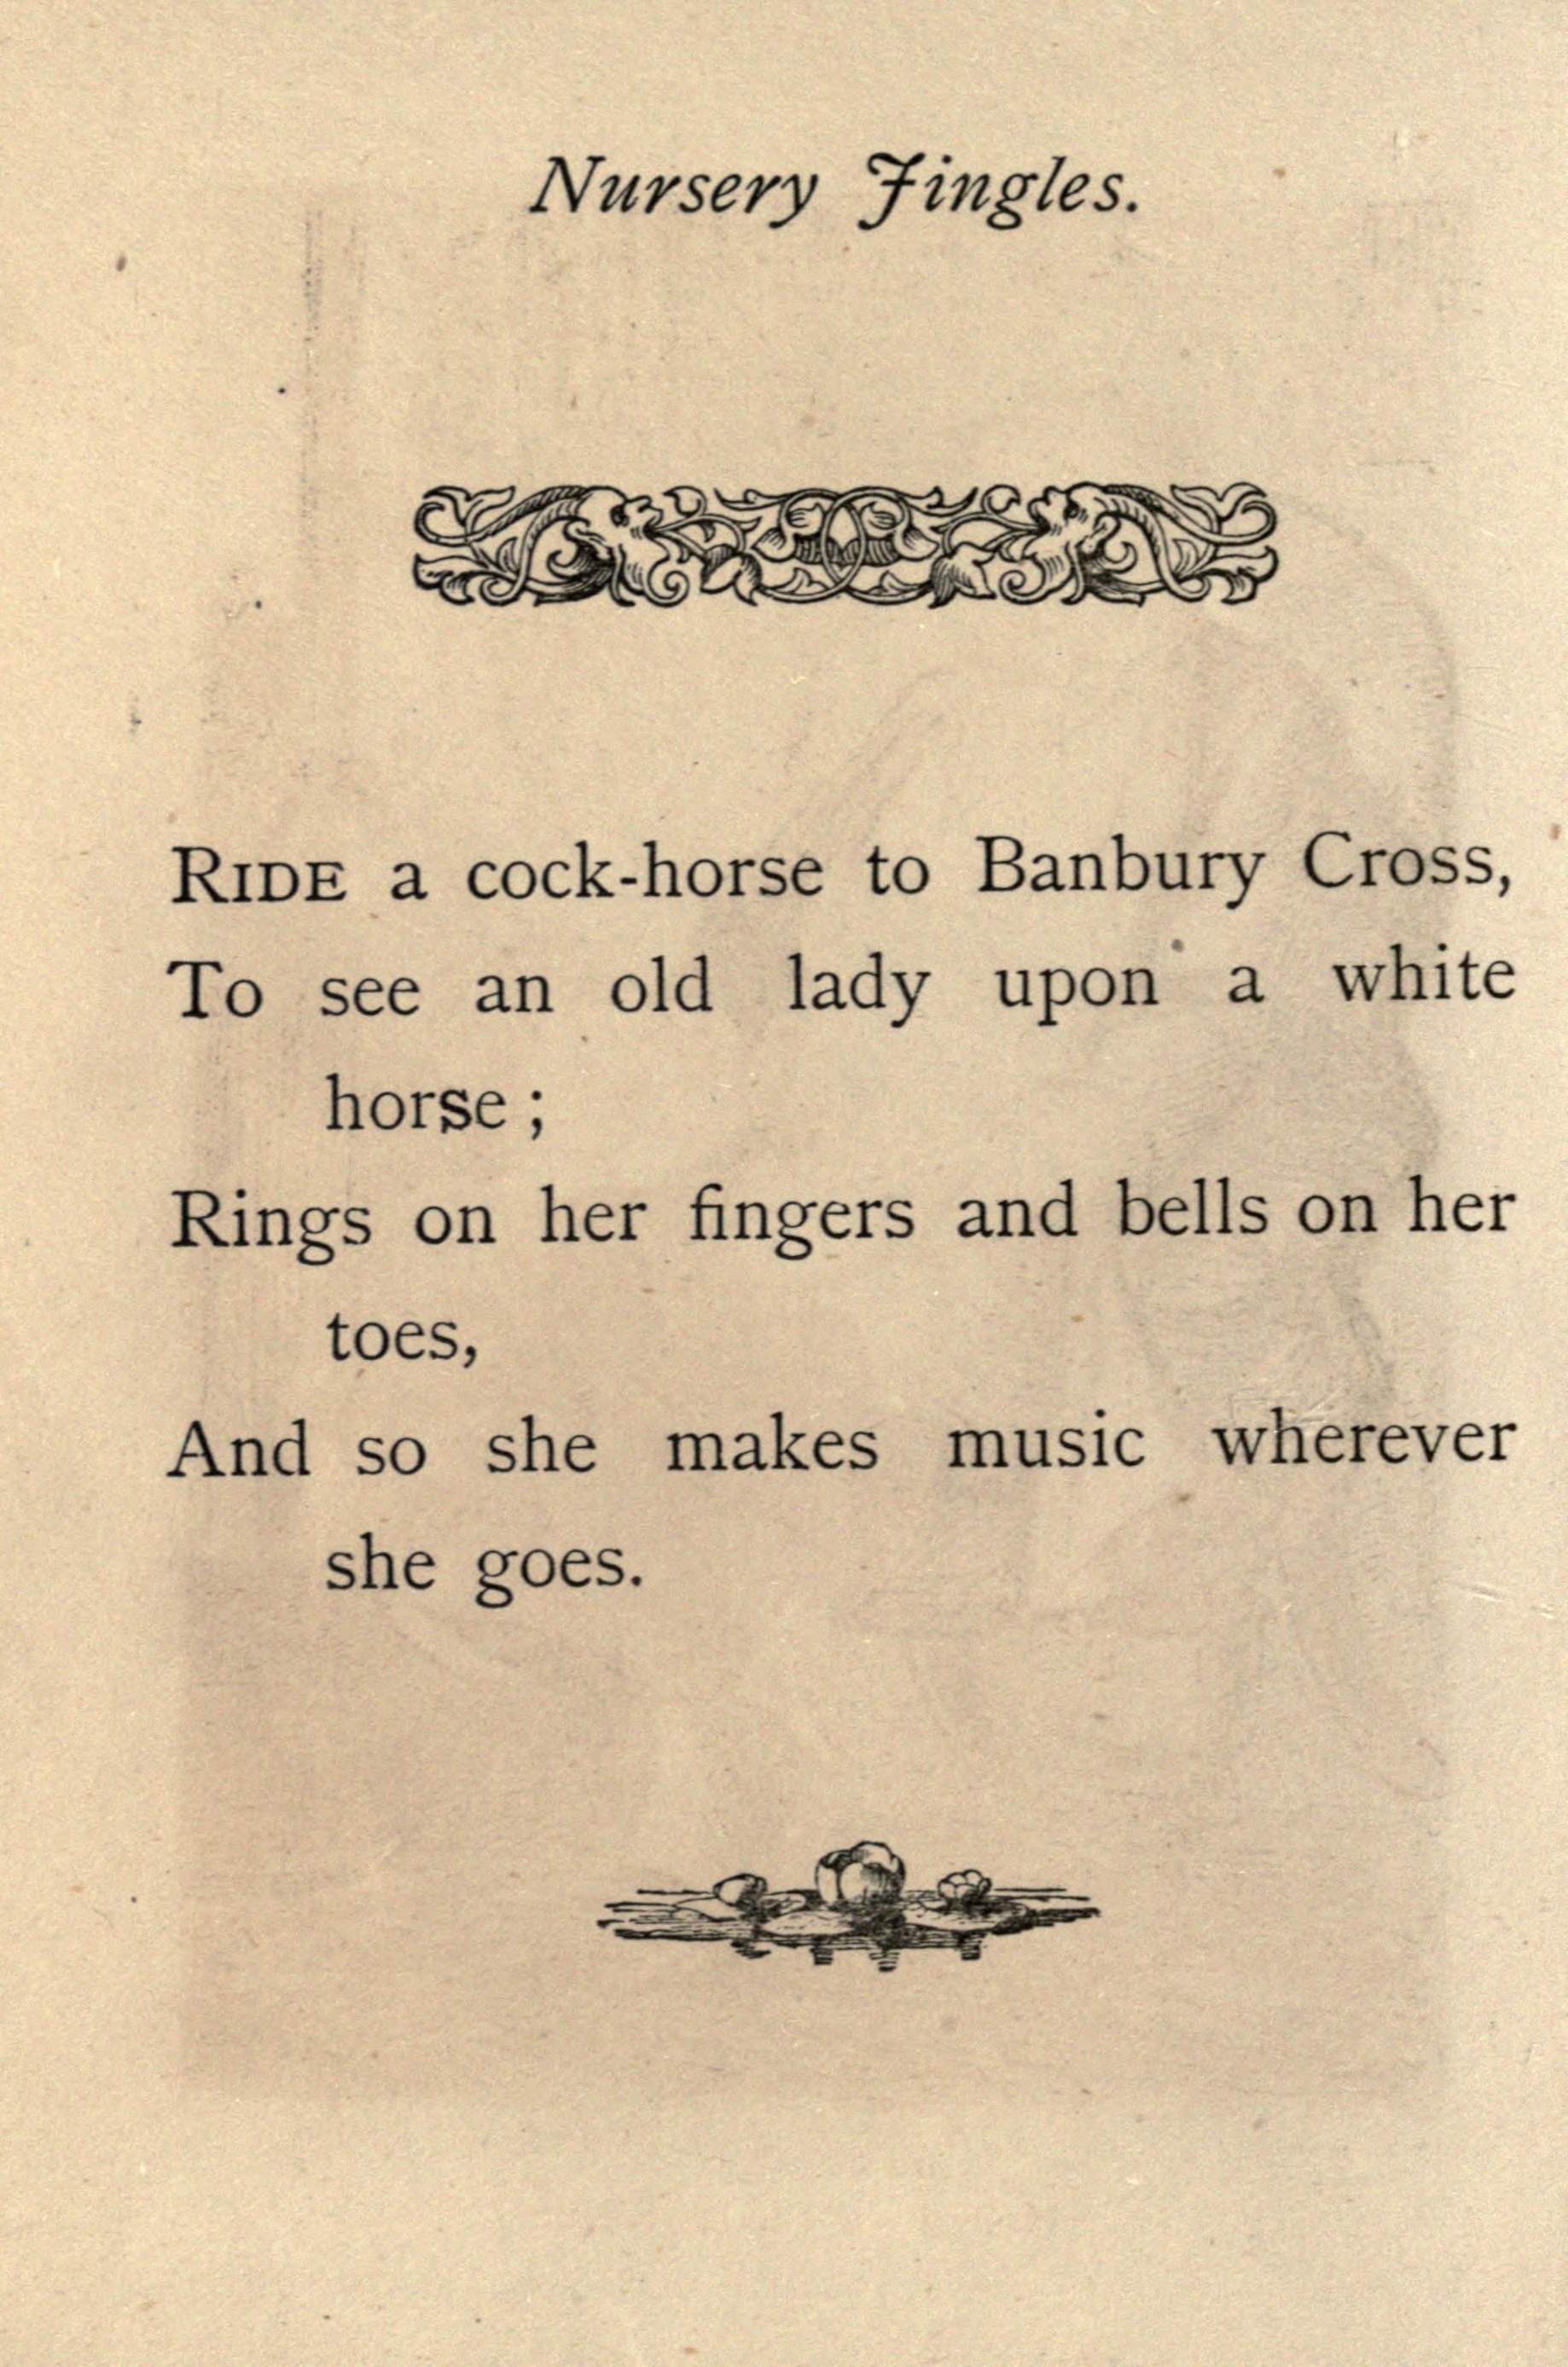 Nursery Jingles.
RIDE a cock-horse to Banbury Cross,
To see an old lady upon a white
horse ;
Rings on her fingers and bells on her
toes,
And so she makes music wherever
she goes.